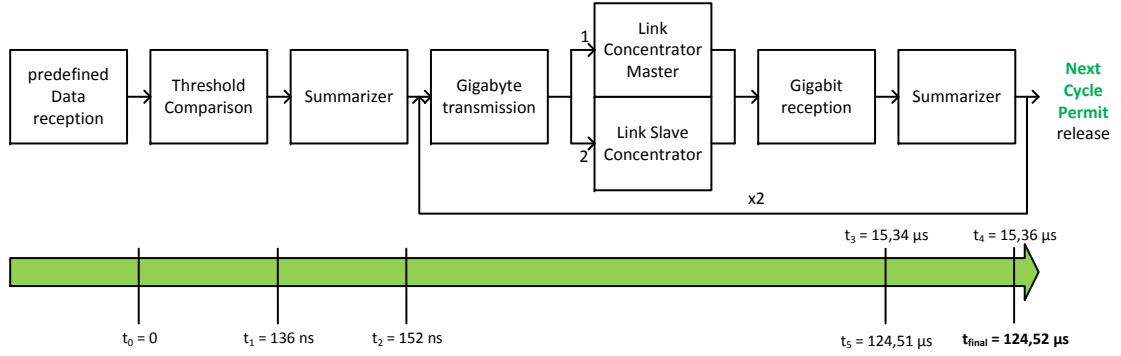 predefined
Data
reception
Threshold
Comparison
Summarizer
Gigabyte
transmission
1
Link
Concentrator
Master
2
Link Slave
Concentrator
Gigabit
reception
Summarizer
Next
Cycle
Permit
release
x2
t₃ = 15,34 µs
t₄ = 15,36 µs
t₀ = 0
t₁ = 136 ns
t₂ = 152 ns
t₅ = 124,51 µs
t_final = 124,52 µs